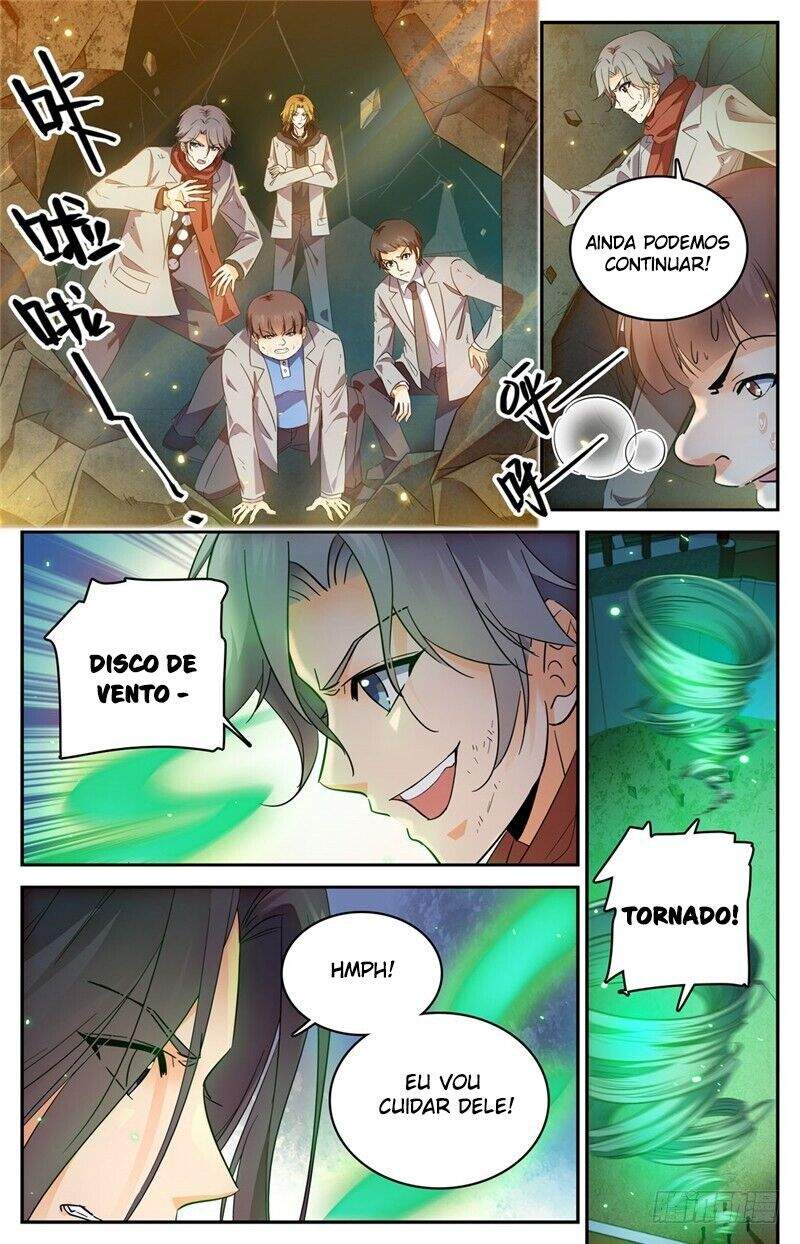 咔
啦
啦
AINDA PODEMOS
CONTINUAR!
呼
呼
DISCO DE
VENTO -
TORNADO!
HMPH!
EU VOU
CUIDAR DELE!